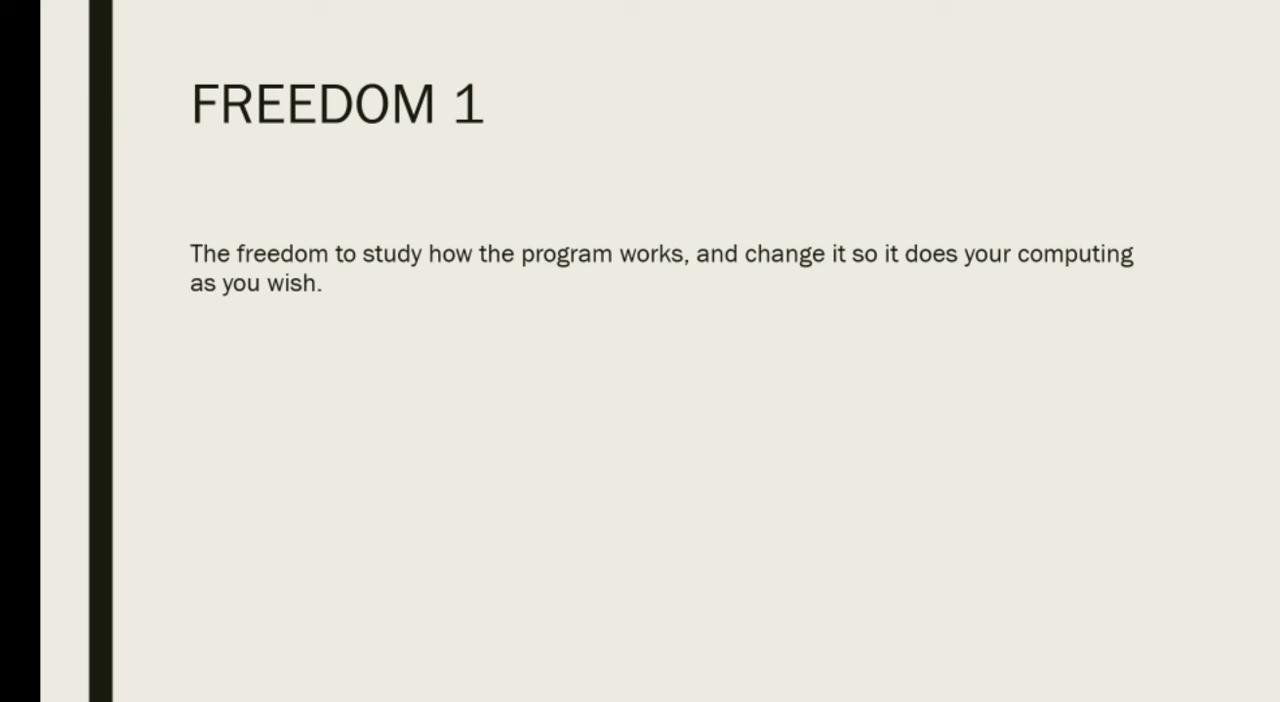 FREEDOM 1
The freedom to study how the program works, and change it so it does your computing
as you wish.